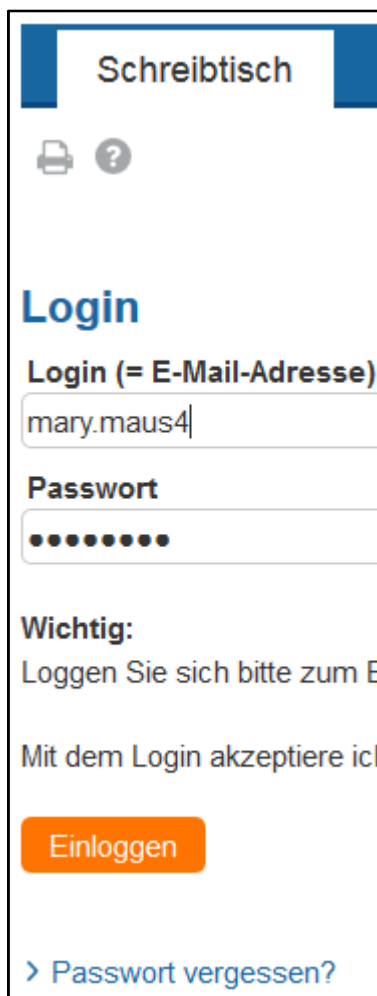 Schreibtisch
Login
Login (= E-Mail-Adresse)
mary.maus4
Passwort
Wichtig:
Loggen Sie sich bitte zum
Mit dem Login akzeptiere
Einloggen
> Passwort vergessen?